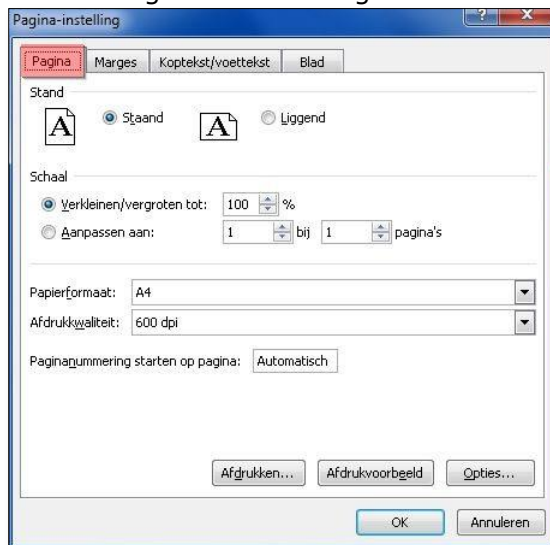 Pagina-instelling
? X
Pagina Marges Koptekst/voettekst Blad
Stand
A Staand A Liggend
Schaal
Verkleinen/vergroten tot: 100 %
Aanpassen aan: 1 bij 1 pagina's
Papierformaat: A4
Afdrukkwaliteit: 600 dpi
Paginanummering starten op pagina: Automatisch
Afdrukken... Afdrukvoorbeeld Opties...
OK Annuleren